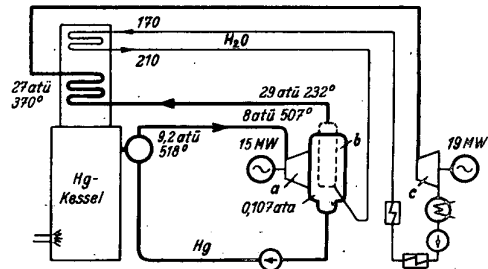 170
H₂O
210
27 atü
370°
29 atü 232°
8 atü 507°
9,2 atü
518°
15 MW
b
19 MW
Hg-
Kessel
a
c
0,107 ata
Hg